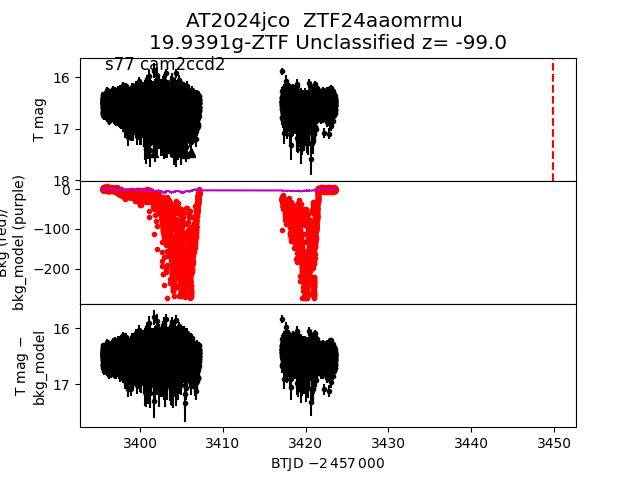 AT2024jco ZTF24aaomrmu
19.9391g-ZTF Unclassified z= -99.0
s77 cam2ccd2
T mag
16
17
18
Bkg (red)/
bkg_model (purple)
0
−100
−200
T mag −
bkg_model
16
17
3400
3410
3420
3430
3440
3450
BTJD −2 457 000